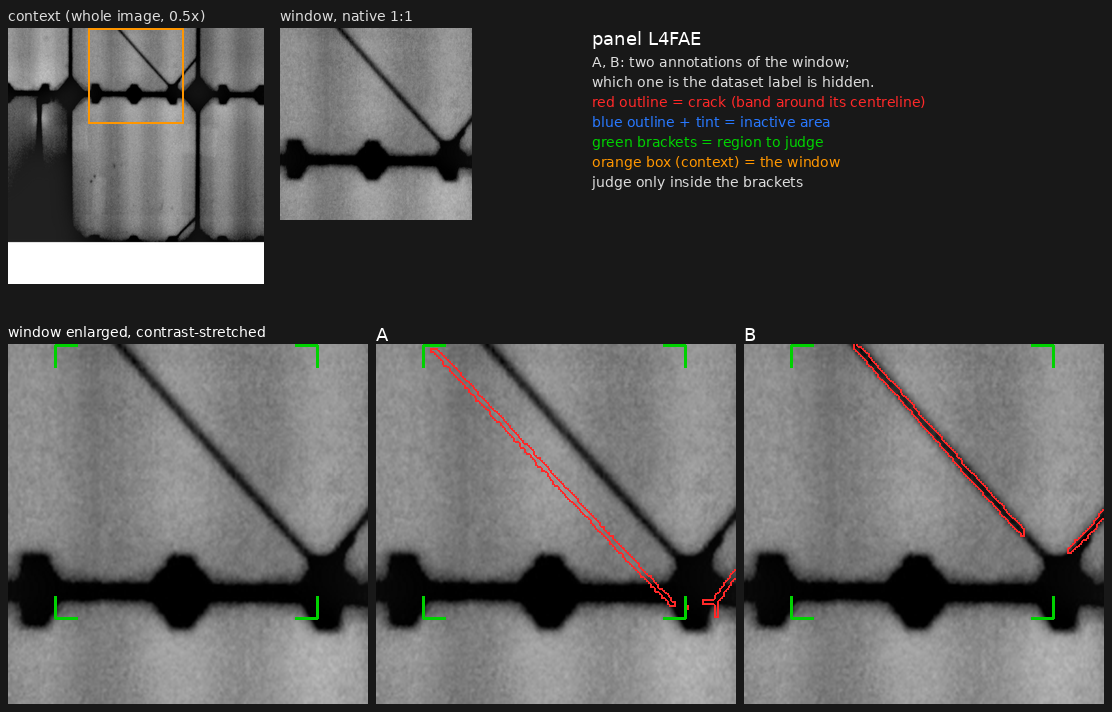 context (whole image, 0.5x)
window, native 1:1
panel L4FAE
A, B: two annotations of the window;
which one is the dataset label is hidden.
red outline = crack (band around its centreline)
blue outline + tint = inactive area
green brackets = region to judge
orange box (context) = the window
judge only inside the brackets
window enlarged, contrast-stretched
A
B